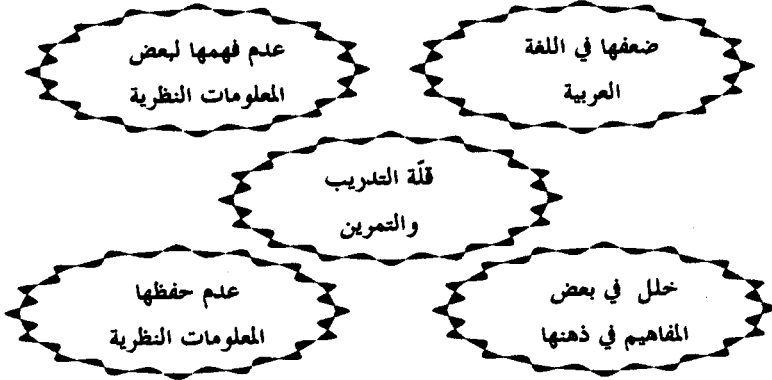 ضعفها في اللغة
العربية
عدم فهمها لبعض
المعلومات النظرية
قلّة التدريب
والتمرين
خلل في بعض
المفاهيم في ذهنها
عدم حفظها
المعلومات النظرية